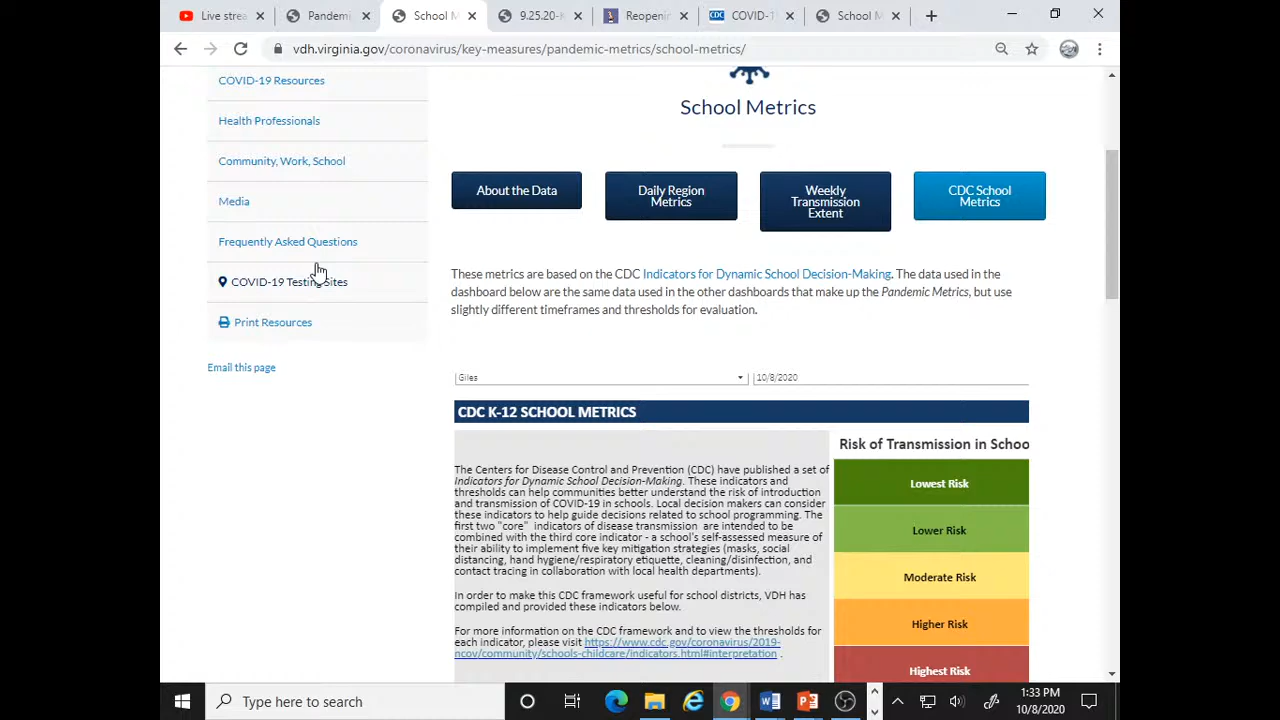 Live strea
Pandemi
School M
9.25.20-
Reopenin
CDC COVID-1
School M
vdh.virginia.gov/coronavirus/key-measures/pandemic-metrics/school-metrics/
COVID-19 Resources
Health Professionals
Community, Work, School
Media
Frequently Asked Questions
COVID-19 Testing Sites
Print Resources
Email this page
School Metrics
About the Data
Daily Region
Metrics
Weekly
Transmission
Extent
CDC School
Metrics
These metrics are based on the CDC Indicators for Dynamic School Decision-Making. The data used in the
dashboard below are the same data used in the other dashboards that make up the Pandemic Metrics, but use
slightly different timeframes and thresholds for evaluation.
Giles
10/8/2020
CDC K-12 SCHOOL METRICS
The Centers for Disease Control and Prevention (CDC) have published a set of
Indicators for Dynamic School Decision-Making. These indicators and
thresholds can help communities better understand the risk of introduction
and transmission of COVID-19 in schools. Local decision makers can consider
these indicators to help guide decisions related to school programming. The
first two "core" indicators of disease transmission are intended to be
combined with the third core indicator - a school's self-assessed measure of
their ability to implement five key mitigation strategies (masks, social
distancing, hand hygiene/respiratory etiquette, cleaning/disinfection, and
contact tracing in collaboration with local health departments).
In order to make this CDC framework useful for school districts, VDH has
compiled and provided these indicators below.
For more information on the CDC framework and to view the thresholds for
each indicator, please visit https://www.cdc.gov/coronavirus/2019-
ncov/community/schools-childcare/indicators.html#interpretation .
Risk of Transmission in Schoo
Lowest Risk
Lower Risk
Moderate Risk
Higher Risk
Highest Risk
Type here to search
1:33 PM
10/8/2020